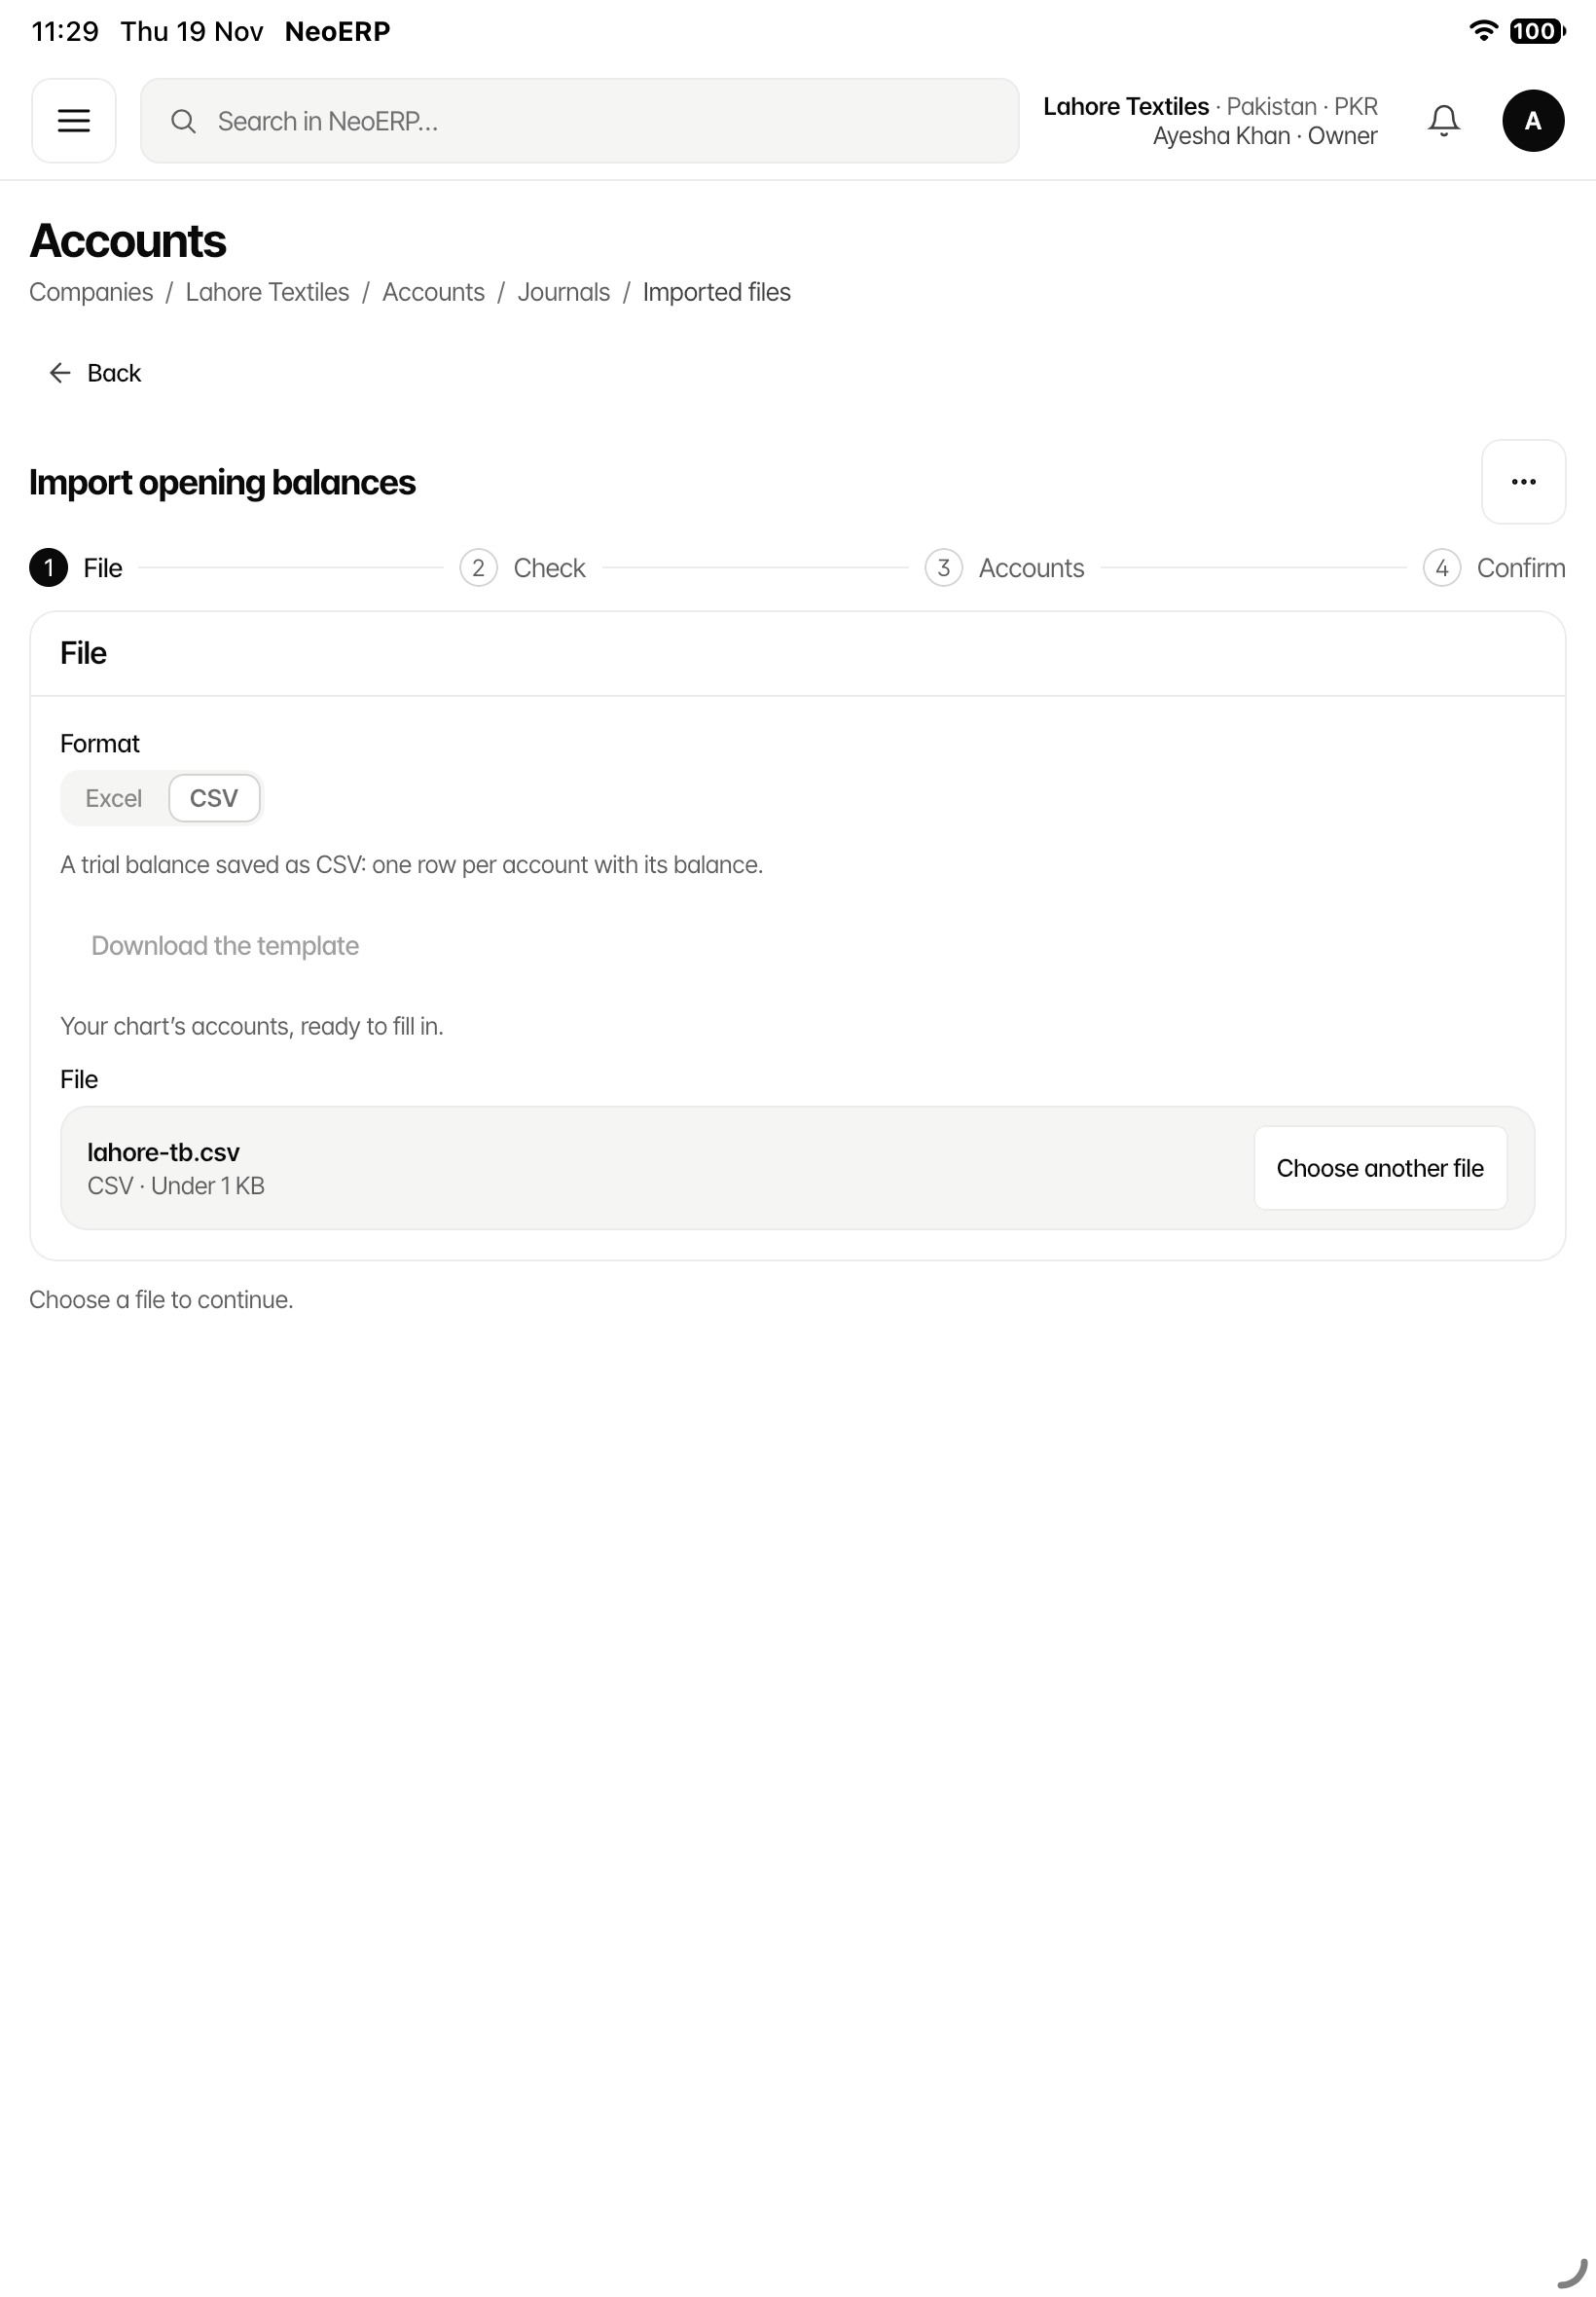 11:29 Thu 19 Nov NeoERP
100
Search in NeoERP...
Lahore Textiles · Pakistan · PKR
Ayesha Khan · Owner
A
Accounts
Companies / Lahore Textiles / Accounts / Journals / Imported files
Back
Import opening balances
1 File
2 Check
3 Accounts
4 Confirm
File
Format
Excel
CSV
A trial balance saved as CSV: one row per account with its balance.
Download the template
Your chart’s accounts, ready to fill in.
File
lahore-tb.csv
CSV · Under 1 KB
Choose another file
Choose a file to continue.